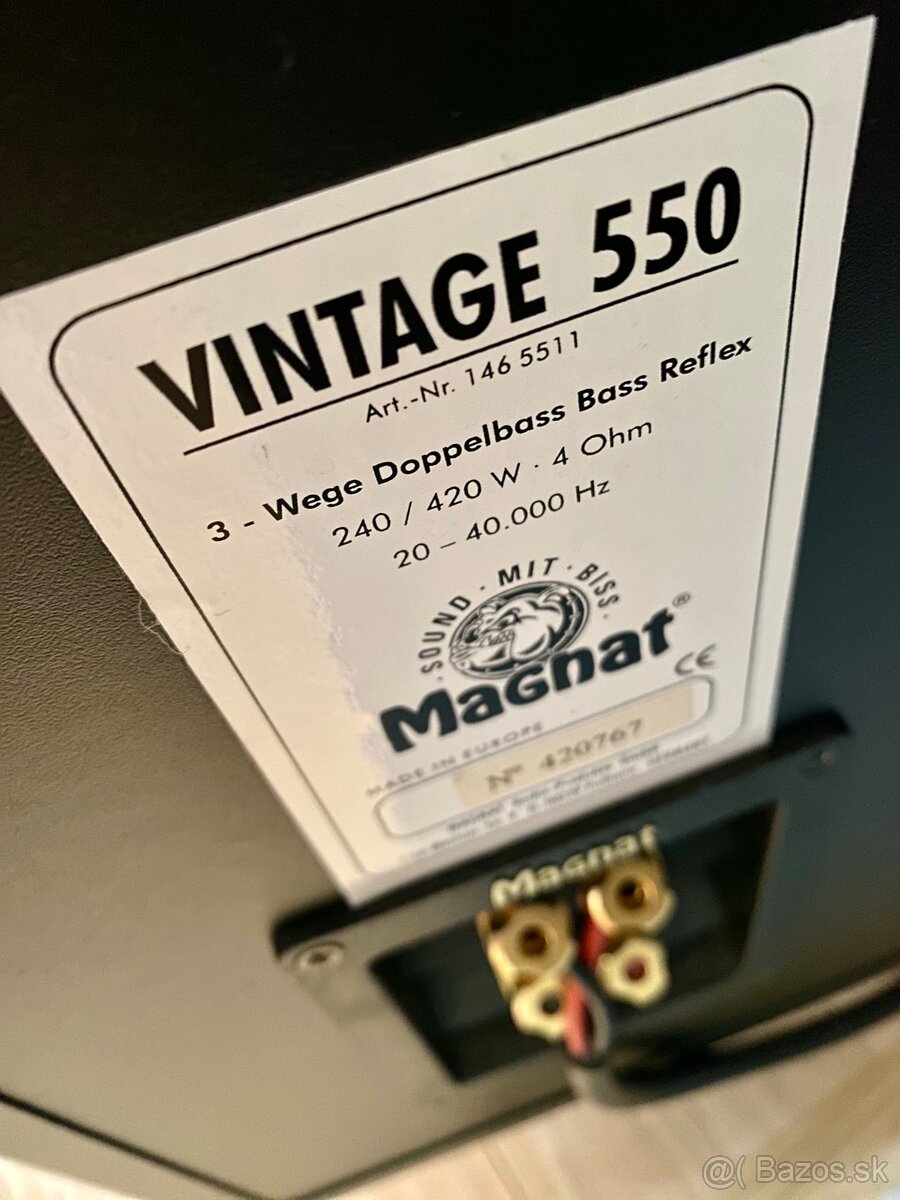 VINTAGE 550
Art.-Nr. 146 5511
3 - Wege Doppelbass Bass Reflex
240 / 420 W · 4 Ohm
20 – 40.000 Hz
· SOUND · MIT · BISS ·
Magnat®
CE
MADE IN EUROPE
N° 420767
Magnat
@( Bazos.sk